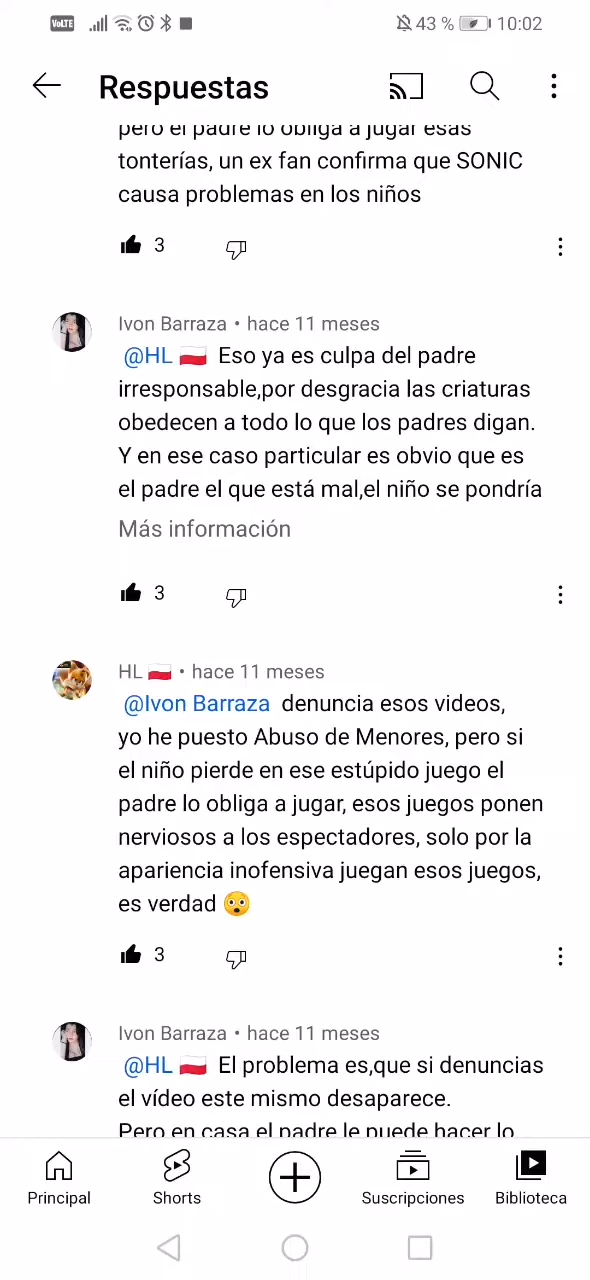 VoLTE 43 % 10:02
Respuestas
pero el padre lo obliga a jugar esas
tonterías, un ex fan confirma que SONIC
causa problemas en los niños
3
Ivon Barraza • hace 11 meses
@HL 🇵🇱 Eso ya es culpa del padre
irresponsable,por desgracia las criaturas
obedecen a todo lo que los padres digan.
Y en ese caso particular es obvio que es
el padre el que está mal,el niño se pondría
Más información
3
HL 🇵🇱 • hace 11 meses
@Ivon Barraza denuncia esos videos,
yo he puesto Abuso de Menores, pero si
el niño pierde en ese estúpido juego el
padre lo obliga a jugar, esos juegos ponen
nerviosos a los espectadores, solo por la
apariencia inofensiva juegan esos juegos,
es verdad 😲
3
Ivon Barraza • hace 11 meses
@HL 🇵🇱 El problema es,que si denuncias
el vídeo este mismo desaparece.
Pero en casa el padre le puede hacer lo
Principal Shorts Suscripciones Biblioteca